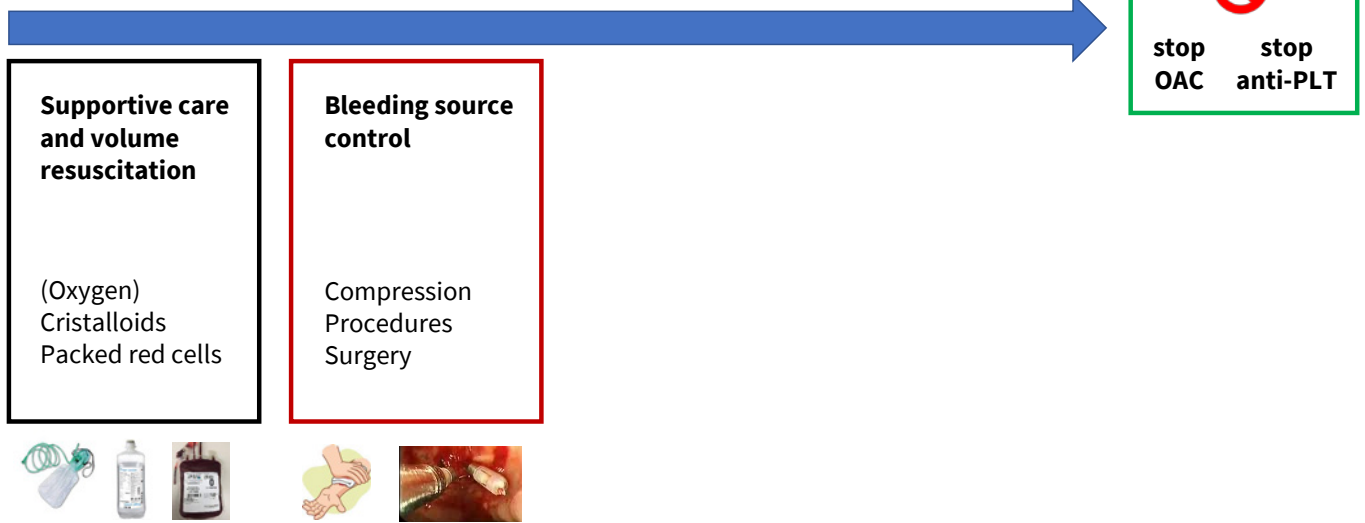 stop stop
OAC anti-PLT
Supportive care
and volume
resuscitation
(Oxygen)
Cristalloids
Packed red cells
Bleeding source
control
Compression
Procedures
Surgery